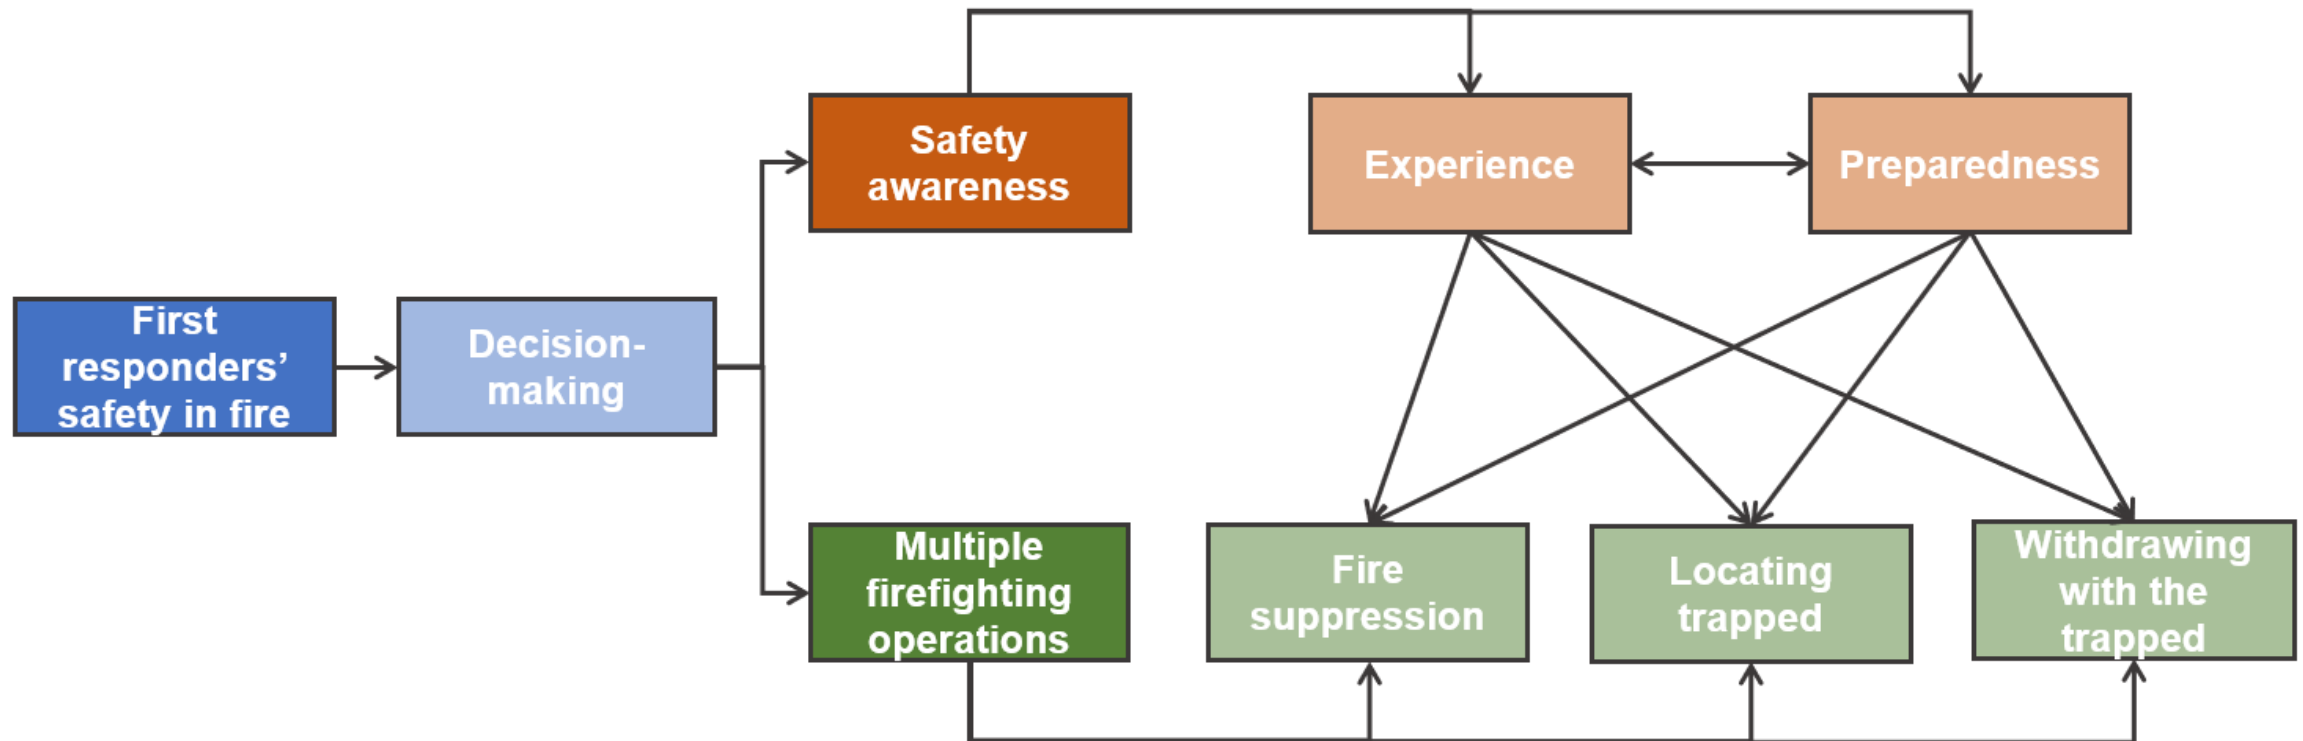 Safety
awareness
Experience
Preparedness
First
responders’
safety in fire
Decision-
making
Multiple
firefighting
operations
Fire
suppression
Locating
trapped
Withdrawing
with the
trapped